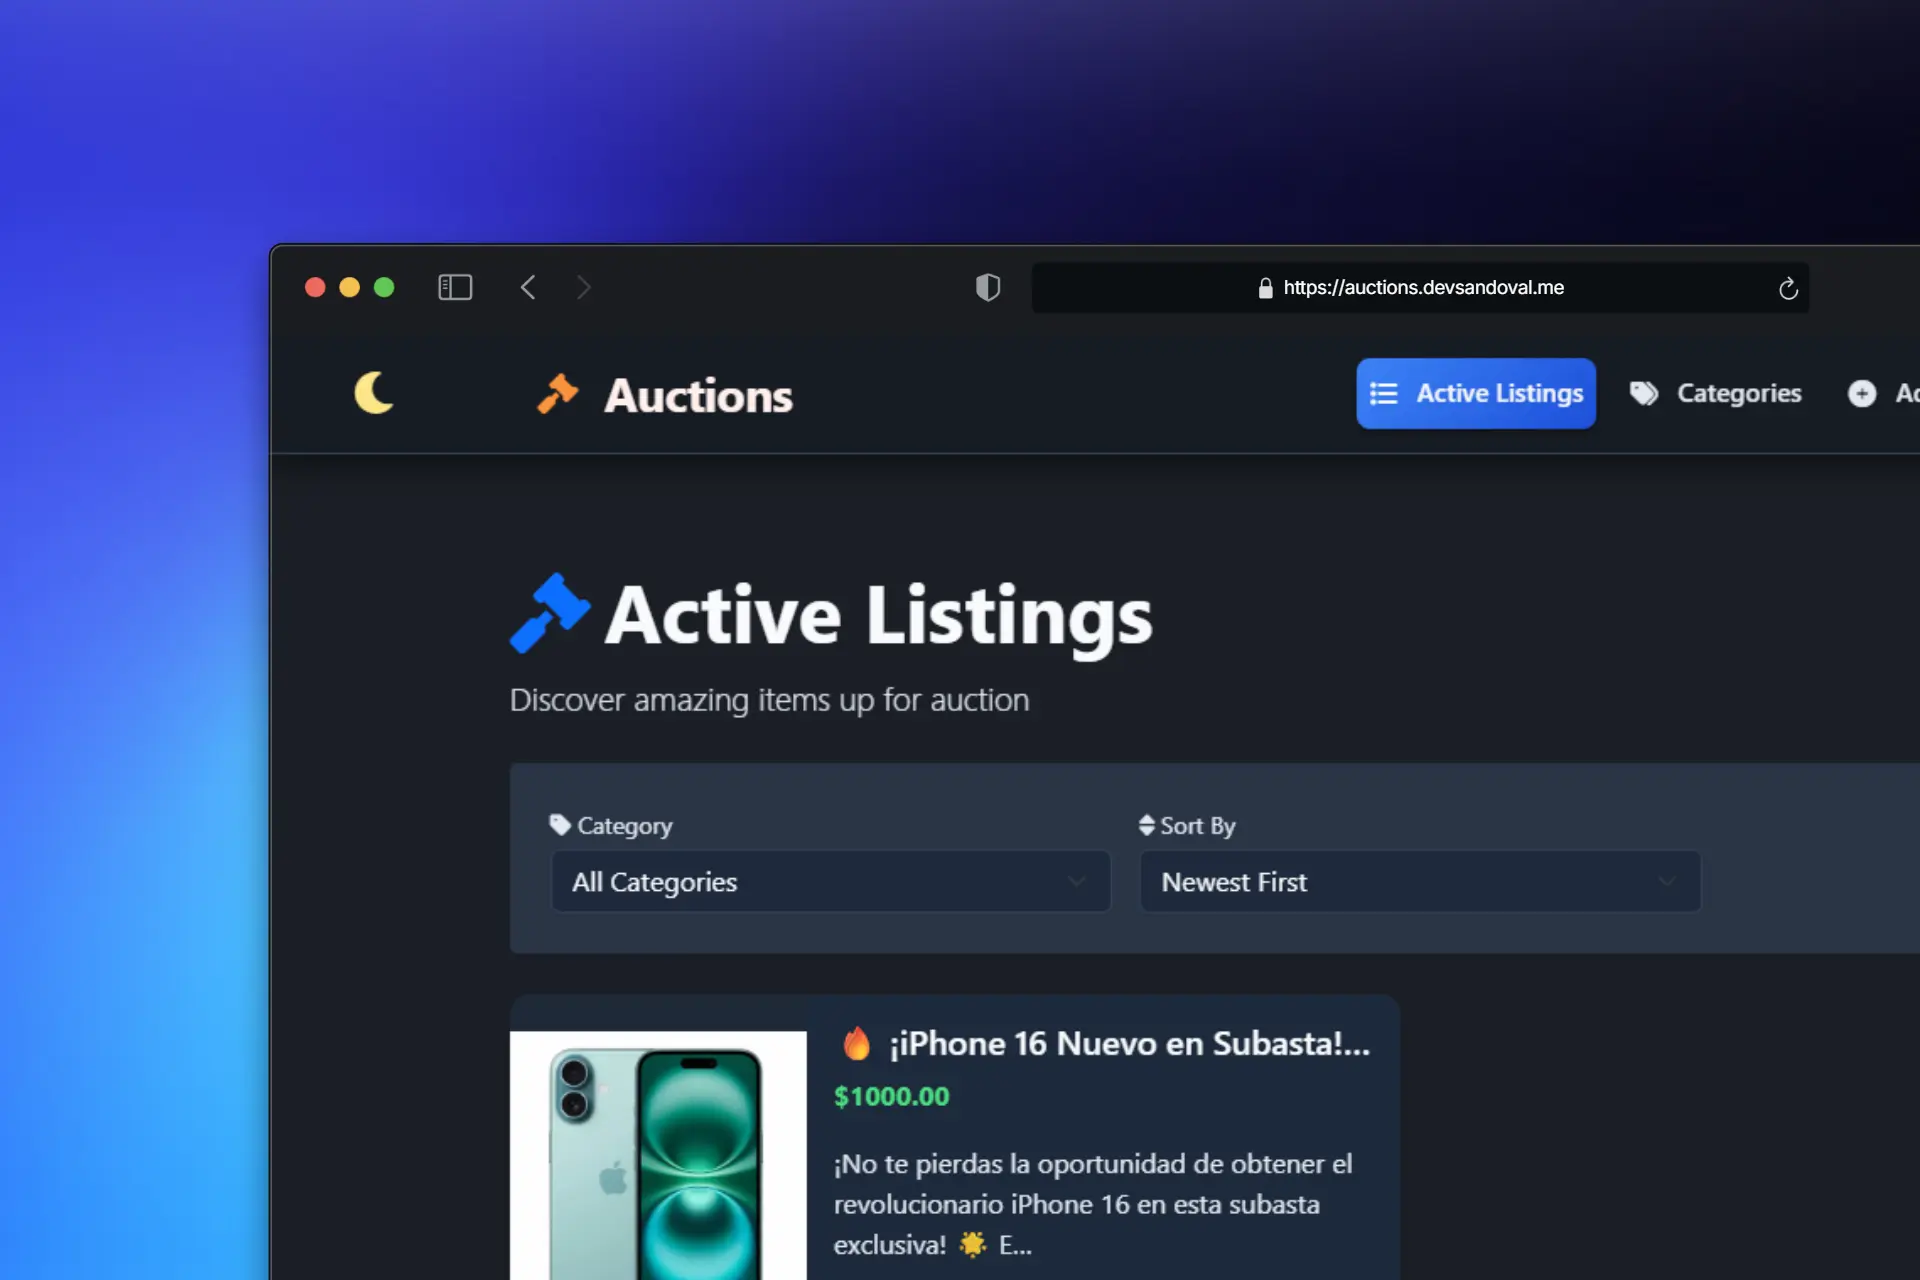 https://auctions.devsandoval.me
Auctions
Active Listings
Categories
Active Listings
Discover amazing items up for auction
Category
Sort By
All Categories
Newest First
🔥 ¡iPhone 16 Nuevo en Subasta!...
$1000.00
¡No te pierdas la oportunidad de obtener el
revolucionario iPhone 16 en esta subasta
exclusiva! 🌟 E...